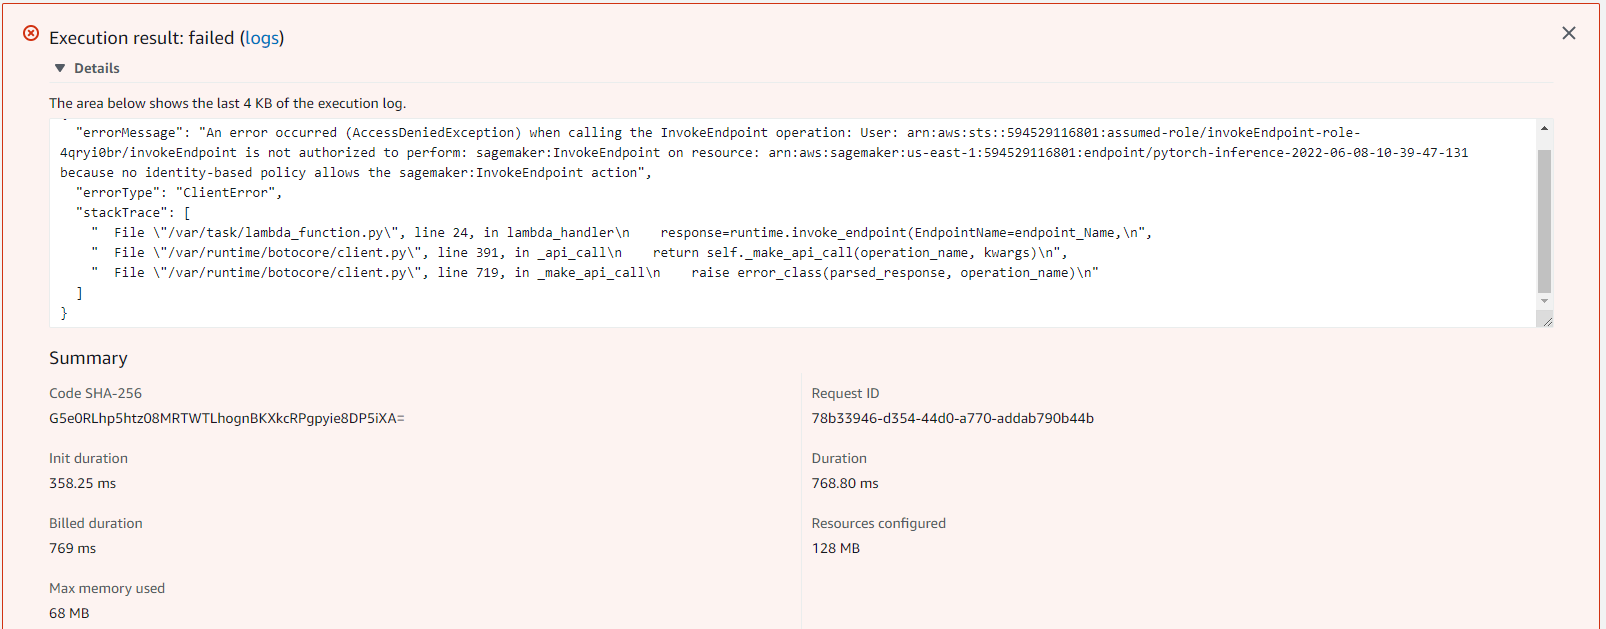 Execution result: failed (logs)
Details
The area below shows the last 4 KB of the execution log.
"errorMessage": "An error occurred (AccessDeniedException) when calling the InvokeEndpoint operation: User: arn:aws:sts::594529116801:assumed-role/invokeEndpoint-role-
4qryi0br/invokeEndpoint is not authorized to perform: sagemaker:InvokeEndpoint on resource: arn:aws:sagemaker:us-east-1:594529116801:endpoint/pytorch-inference-2022-06-08-10-39-47-131
because no identity-based policy allows the sagemaker:InvokeEndpoint action",
"errorType": "ClientError",
"stackTrace": [
"  File \"/var/task/lambda_function.py\", line 24, in lambda_handler\n    response=runtime.invoke_endpoint(EndpointName=endpoint_Name,\n",
"  File \"/var/runtime/botocore/client.py\", line 391, in _api_call\n    return self._make_api_call(operation_name, kwargs)\n",
"  File \"/var/runtime/botocore/client.py\", line 719, in _make_api_call\n    raise error_class(parsed_response, operation_name)\n"
]
}
Summary
Code SHA-256
G5e0RLhp5htz08MRTWTLhognBKXkcRPgpyie8DP5iXA=
Request ID
78b33946-d354-44d0-a770-addab790b44b
Init duration
358.25 ms
Duration
768.80 ms
Billed duration
769 ms
Resources configured
128 MB
Max memory used
68 MB